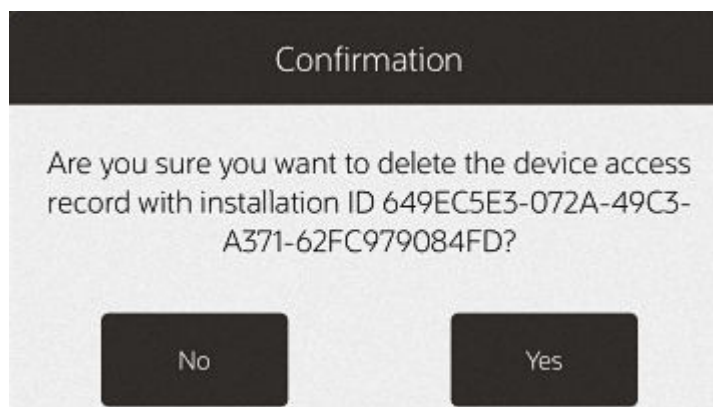 Confirmation
Are you sure you want to delete the device access
record with installation ID 649EC5E3-072A-49C3-
A371-62FC979084FD?
No
Yes